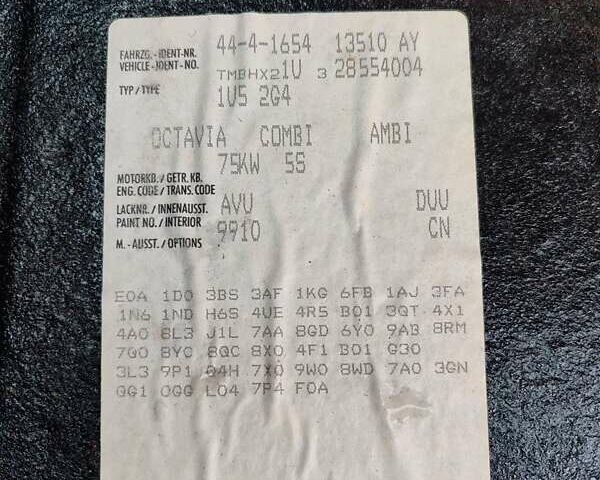 44-4-1654 13510 AY
FAHRZG.-IDENT-NR.
VEHICLE-IDENT-NO. TMBHX21U 3 28554004
TYP/TYPE 1U5 2G4
OCTAVIA COMBI AMBI
75KW 5S
MOTORKB./GETR.KB.
ENG.CODE/TRANS.CODE
LACKNR./INNENAUSST. AVU DUU
PAINT NO./INTERIOR 9910 CN
M.-AUSST./OPTIONS
E0A 1D0 3BS 3AF 1KG 6FB 1AJ 3FA
1N6 1ND H6S 4UE 4R5 B01 3QT 4X1
4A0 8L3 J1L 7AA 8GD 6Y0 9AB 8RM
7Q0 8YC 8QC 8X0 4F1 B01 G30
3L3 9P1 04H 7X0 9W0 8WD 7A0 3GN
0G1 0GG L04 7P4 F0A